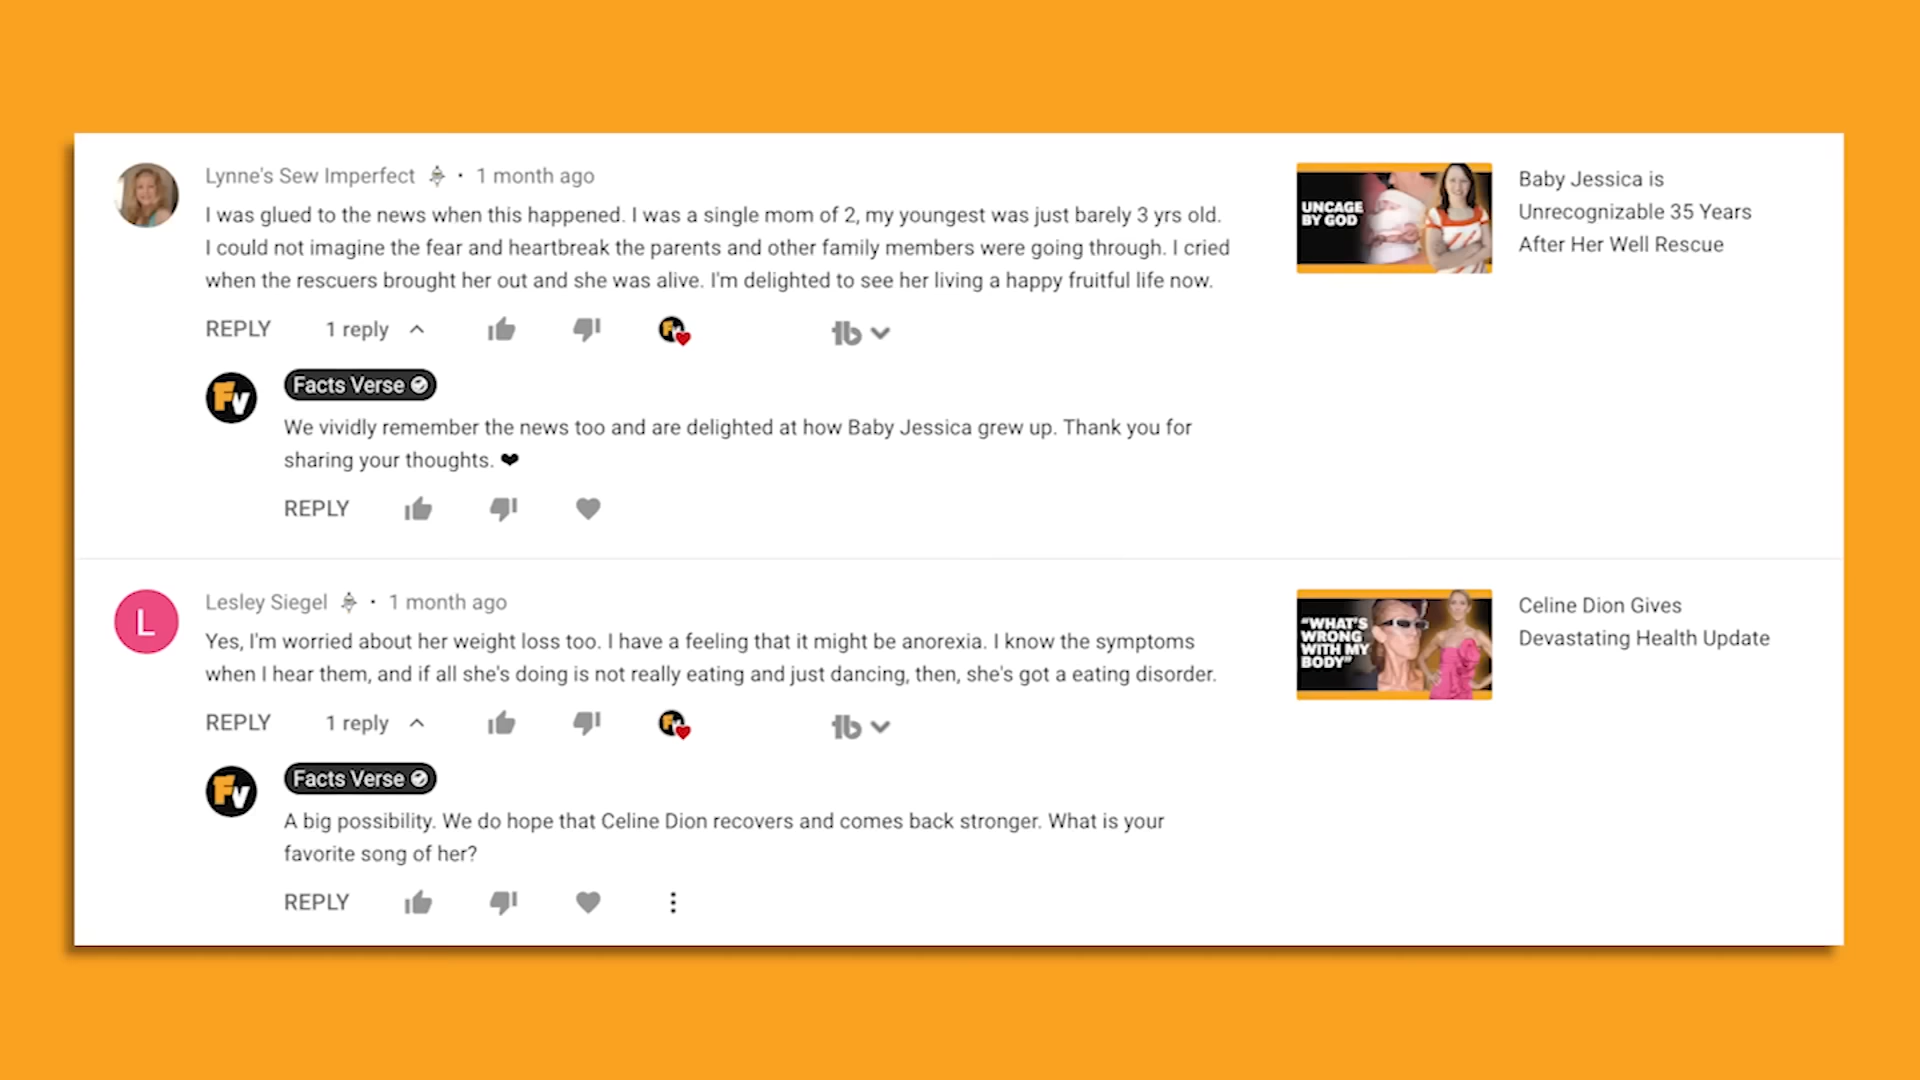 Lynne's Sew Imperfect · 1 month ago
I was glued to the news when this happened. I was a single mom of 2, my youngest was just barely 3 yrs old.
I could not imagine the fear and heartbreak the parents and other family members were going through. I cried
when the rescuers brought her out and she was alive. I'm delighted to see her living a happy fruitful life now.
REPLY 1 reply
tb
UNCAGE
BY GOD
Baby Jessica is
Unrecognizable 35 Years
After Her Well Rescue
Fv
Facts Verse
We vividly remember the news too and are delighted at how Baby Jessica grew up. Thank you for
sharing your thoughts. ❤
REPLY
L
Lesley Siegel · 1 month ago
Yes, I'm worried about her weight loss too. I have a feeling that it might be anorexia. I know the symptoms
when I hear them, and if all she's doing is not really eating and just dancing, then, she's got a eating disorder.
REPLY 1 reply
tb
"WHAT'S
WRONG
WITH MY
BODY"
Celine Dion Gives
Devastating Health Update
Fv
Facts Verse
A big possibility. We do hope that Celine Dion recovers and comes back stronger. What is your
favorite song of her?
REPLY